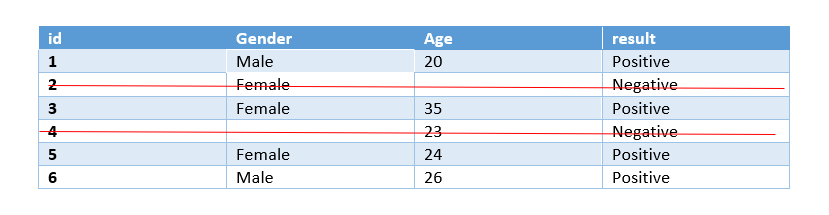 id Gender Age result
1 Male 20 Positive
2 Female Negative
3 Female 35 Positive
4 23 Negative
5 Female 24 Positive
6 Male 26 Positive